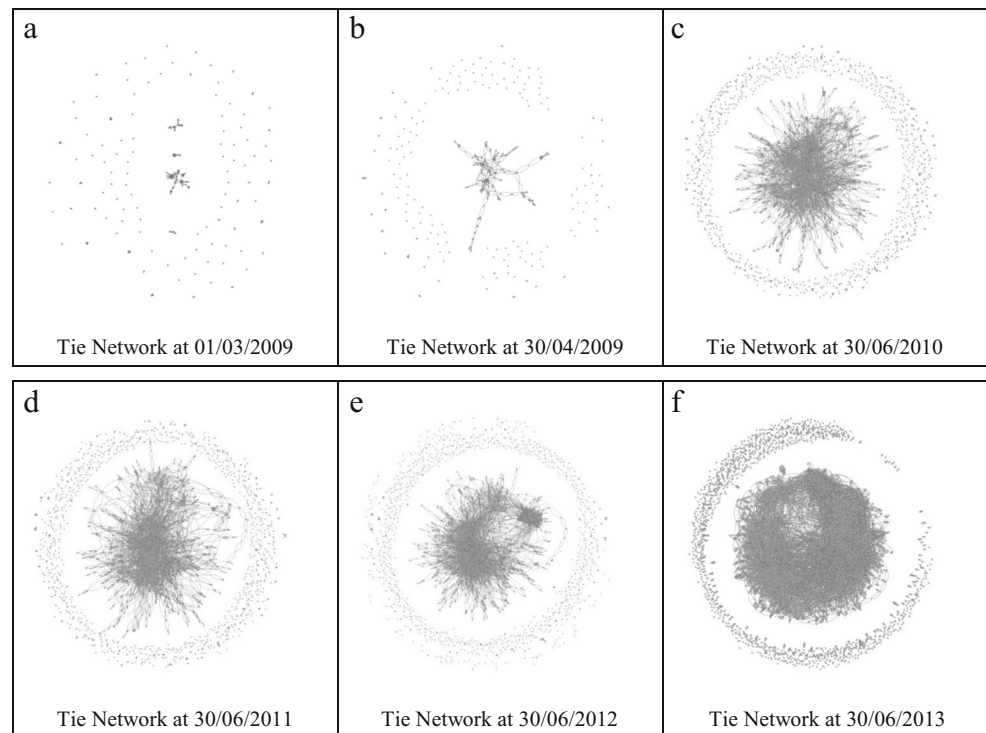 a
b
c
Tie Network at 01/03/2009
Tie Network at 30/04/2009
Tie Network at 30/06/2010
d
e
f
Tie Network at 30/06/2011
Tie Network at 30/06/2012
Tie Network at 30/06/2013